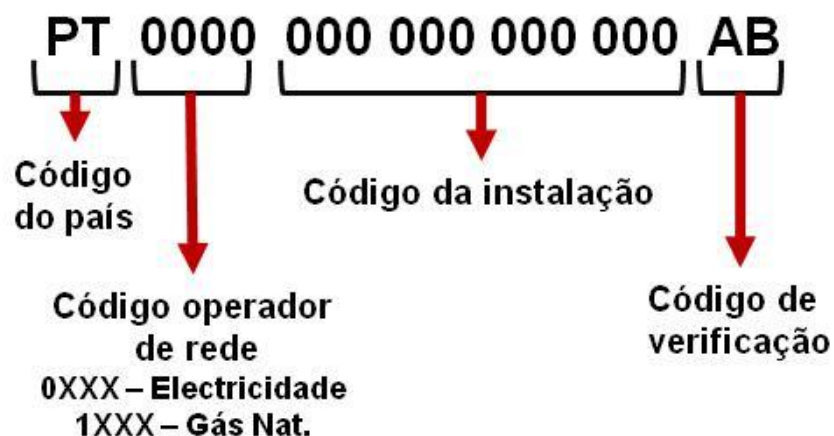 PT 0000 000 000 000 000 AB
Código
do país
Código operador
de rede
0XXX – Electricidade
1XXX – Gás Nat.
Código da instalação
Código de
verificação